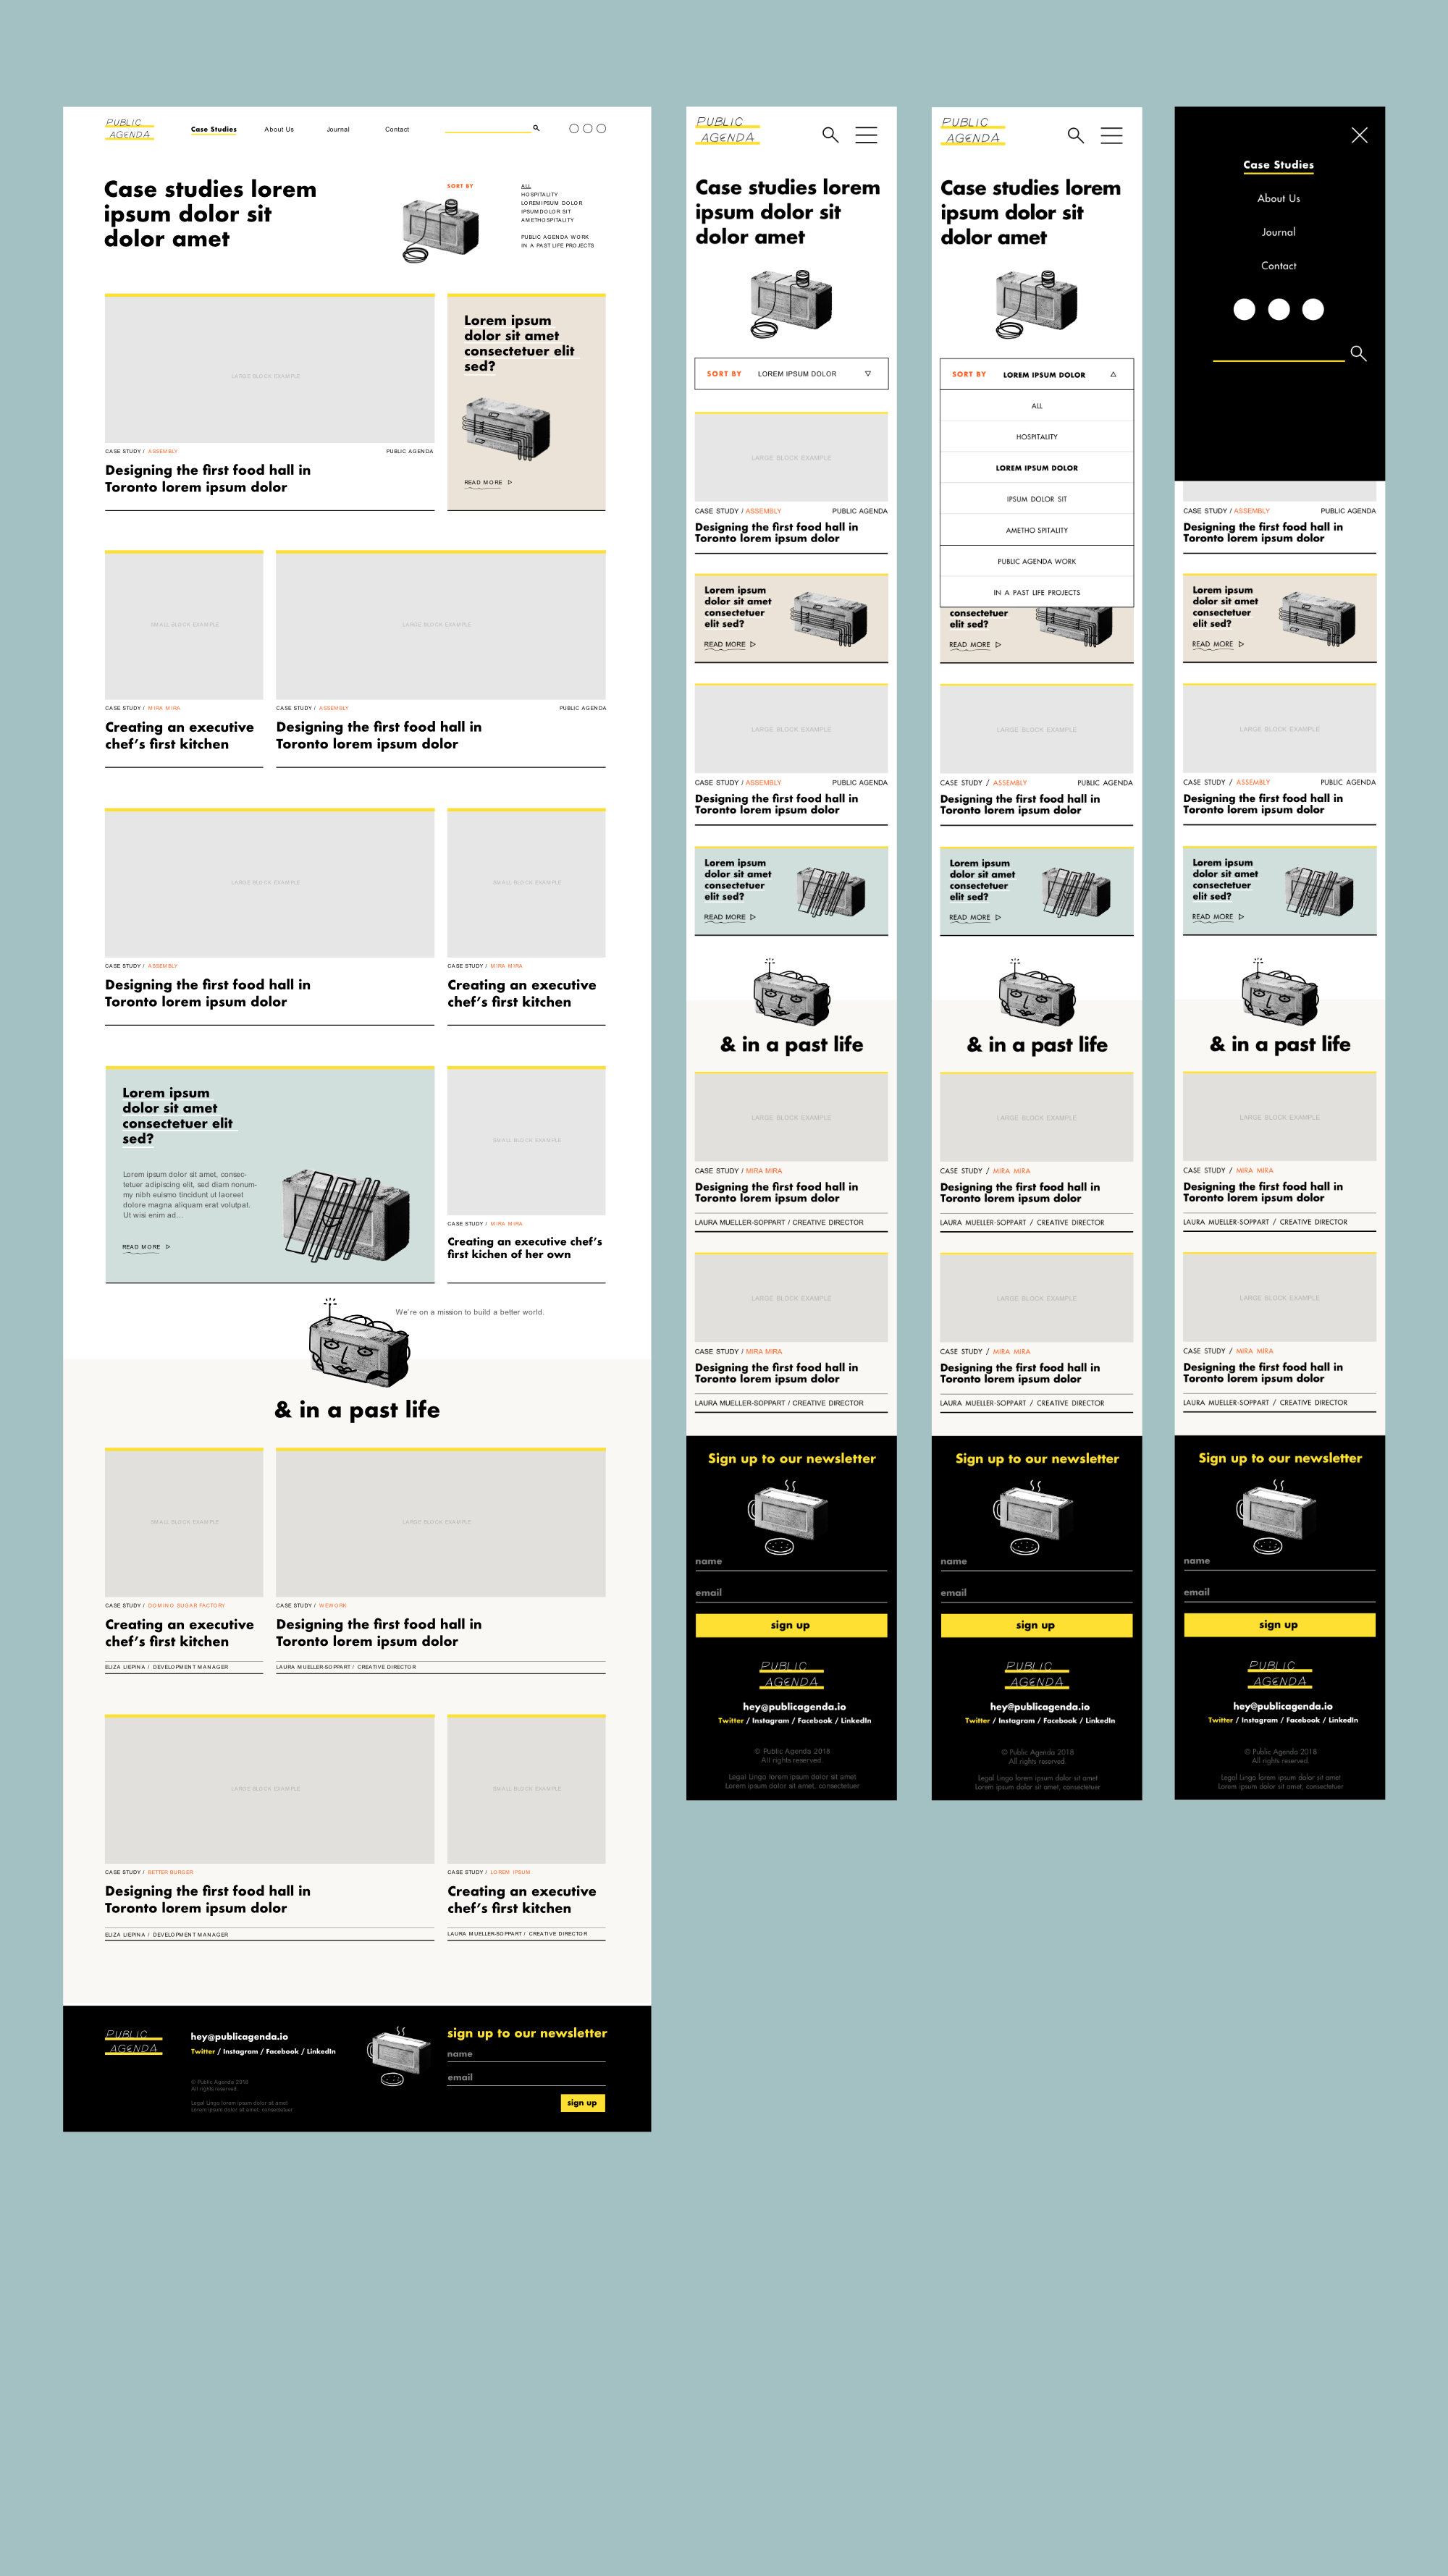 PUBLIC
AGENDA
Case Studies
About Us
Journal
Contact
Case studies lorem
ipsum dolor sit
dolor amet
SORT BY
ALL
HOSPITALITY
LOREMIPSUM DOLOR
IPSUMDOLOR SIT
AMETHOSPITALITY
PUBLIC AGENDA WORK
IN A PAST LIFE PROJECTS
LARGE BLOCK EXAMPLE
CASE STUDY / ASSEMBLY
PUBLIC AGENDA
Designing the first food hall in
Toronto lorem ipsum dolor
Lorem ipsum
dolor sit amet
consectetuer elit
sed?
READ MORE
SMALL BLOCK EXAMPLE
CASE STUDY / MIRA MIRA
Creating an executive
chef's first kitchen
LARGE BLOCK EXAMPLE
CASE STUDY / ASSEMBLY
PUBLIC AGENDA
Designing the first food hall in
Toronto lorem ipsum dolor
LARGE BLOCK EXAMPLE
CASE STUDY / ASSEMBLY
Designing the first food hall in
Toronto lorem ipsum dolor
SMALL BLOCK EXAMPLE
CASE STUDY / MIRA MIRA
Creating an executive
chef's first kitchen
Lorem ipsum
dolor sit amet
consectetuer elit
sed?
Lorem ipsum dolor sit amet, consec-
tetuer adipiscing elit, sed diam nonum-
my nibh euismo tincidunt ut laoreet
dolore magna aliquam erat volutpat.
Ut wisi enim ad...
READ MORE
SMALL BLOCK EXAMPLE
CASE STUDY / MIRA MIRA
Creating an executive chef's
first kichen of her own
We're on a mission to build a better world.
& in a past life
SMALL BLOCK EXAMPLE
CASE STUDY / DOMINO SUGAR FACTORY
Creating an executive
chef's first kitchen
ELIZA LIEPINA / DEVELOPMENT MANAGER
LARGE BLOCK EXAMPLE
CASE STUDY / WEWORK
Designing the first food hall in
Toronto lorem ipsum dolor
LAURA MUELLER-SOPPART / CREATIVE DIRECTOR
LARGE BLOCK EXAMPLE
CASE STUDY / BETTER BURGER
Designing the first food hall in
Toronto lorem ipsum dolor
ELIZA LIEPINA / DEVELOPMENT MANAGER
SMALL BLOCK EXAMPLE
CASE STUDY / LOREM IPSUM
Creating an executive
chef's first kitchen
LAURA MUELLER-SOPPART / CREATIVE DIRECTOR
PUBLIC
AGENDA
hey@publicagenda.io
Twitter / Instagram / Facebook / LinkedIn
© Public Agenda 2018
All rights reserved.
Legal Lingo lorem ipsum dolor sit amet
Lorem ipsum dolor sit amet, consectetuer
sign up to our newsletter
name
email
sign up
PUBLIC
AGENDA
Case studies lorem
ipsum dolor sit
dolor amet
SORT BY LOREM IPSUM DOLOR
LARGE BLOCK EXAMPLE
CASE STUDY / ASSEMBLY PUBLIC AGENDA
Designing the first food hall in
Toronto lorem ipsum dolor
Lorem ipsum
dolor sit amet
consectetuer
elit sed?
READ MORE
LARGE BLOCK EXAMPLE
CASE STUDY / ASSEMBLY PUBLIC AGENDA
Designing the first food hall in
Toronto lorem ipsum dolor
Lorem ipsum
dolor sit amet
consectetuer
elit sed?
READ MORE
& in a past life
LARGE BLOCK EXAMPLE
CASE STUDY / MIRA MIRA
Designing the first food hall in
Toronto lorem ipsum dolor
LAURA MUELLER-SOPPART / CREATIVE DIRECTOR
LARGE BLOCK EXAMPLE
CASE STUDY / MIRA MIRA
Designing the first food hall in
Toronto lorem ipsum dolor
LAURA MUELLER-SOPPART / CREATIVE DIRECTOR
Sign up to our newsletter
name
email
sign up
PUBLIC
AGENDA
hey@publicagenda.io
Twitter / Instagram / Facebook / LinkedIn
© Public Agenda 2018
All rights reserved.
Legal Lingo lorem ipsum dolor sit amet
Lorem ipsum dolor sit amet, consectetuer
PUBLIC
AGENDA
Case studies lorem
ipsum dolor sit
dolor amet
SORT BY LOREM IPSUM DOLOR
ALL
HOSPITALITY
LOREM IPSUM DOLOR
IPSUM DOLOR SIT
AMETHO SPITALITY
PUBLIC AGENDA WORK
IN A PAST LIFE PROJECTS
consectetuer
elit sed?
READ MORE
LARGE BLOCK EXAMPLE
CASE STUDY / ASSEMBLY PUBLIC AGENDA
Designing the first food hall in
Toronto lorem ipsum dolor
Lorem ipsum
dolor sit amet
consectetuer
elit sed?
READ MORE
& in a past life
LARGE BLOCK EXAMPLE
CASE STUDY / MIRA MIRA
Designing the first food hall in
Toronto lorem ipsum dolor
LAURA MUELLER-SOPPART / CREATIVE DIRECTOR
LARGE BLOCK EXAMPLE
CASE STUDY / MIRA MIRA
Designing the first food hall in
Toronto lorem ipsum dolor
LAURA MUELLER-SOPPART / CREATIVE DIRECTOR
Sign up to our newsletter
name
email
sign up
PUBLIC
AGENDA
hey@publicagenda.io
Twitter / Instagram / Facebook / LinkedIn
© Public Agenda 2018
All rights reserved.
Legal Lingo lorem ipsum dolor sit amet
Lorem ipsum dolor sit amet, consectetuer
Case Studies
About Us
Journal
Contact
CASE STUDY / ASSEMBLY PUBLIC AGENDA
Designing the first food hall in
Toronto lorem ipsum dolor
Lorem ipsum
dolor sit amet
consectetuer
elit sed?
READ MORE
LARGE BLOCK EXAMPLE
CASE STUDY / ASSEMBLY PUBLIC AGENDA
Designing the first food hall in
Toronto lorem ipsum dolor
Lorem ipsum
dolor sit amet
consectetuer
elit sed?
READ MORE
& in a past life
LARGE BLOCK EXAMPLE
CASE STUDY / MIRA MIRA
Designing the first food hall in
Toronto lorem ipsum dolor
LAURA MUELLER-SOPPART / CREATIVE DIRECTOR
LARGE BLOCK EXAMPLE
CASE STUDY / MIRA MIRA
Designing the first food hall in
Toronto lorem ipsum dolor
LAURA MUELLER-SOPPART / CREATIVE DIRECTOR
Sign up to our newsletter
name
email
sign up
PUBLIC
AGENDA
hey@publicagenda.io
Twitter / Instagram / Facebook / LinkedIn
© Public Agenda 2018
All rights reserved.
Legal Lingo lorem ipsum dolor sit amet
Lorem ipsum dolor sit amet, consectetuer